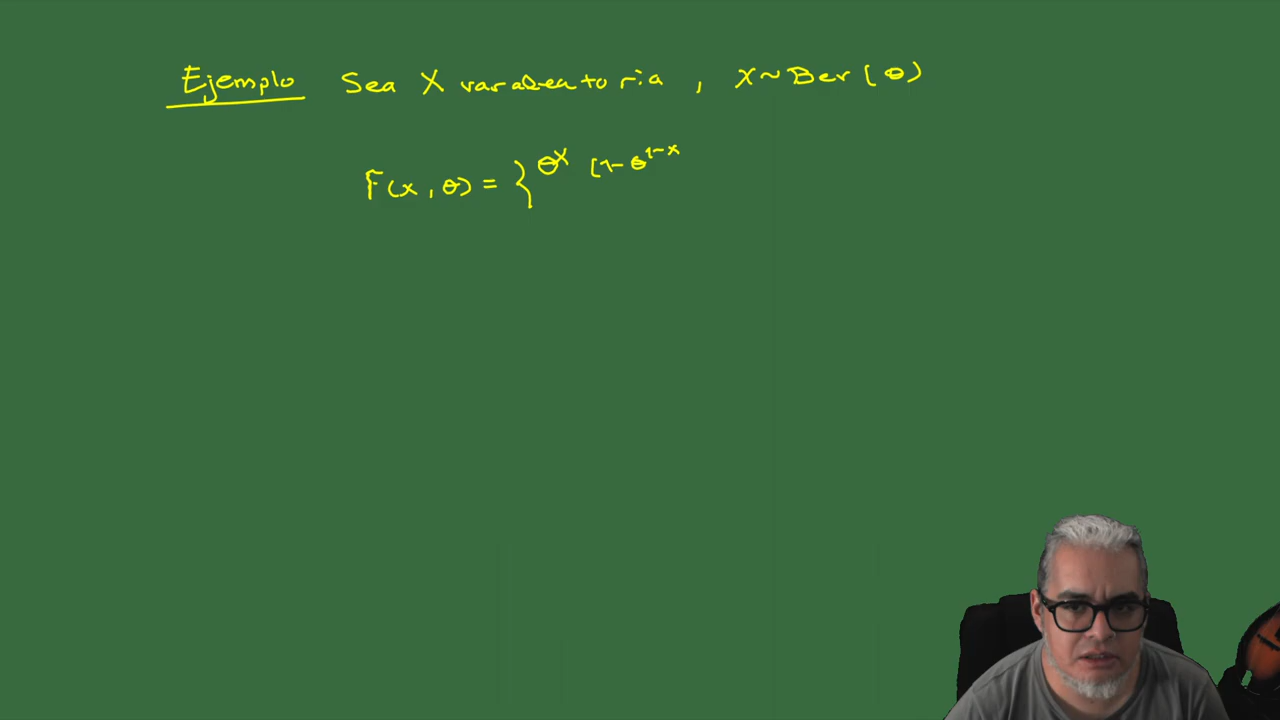 Ejemplo Sea X varaleatoria , X~Ber(θ)
F(x,θ) = { θ^x (1-θ^1-x